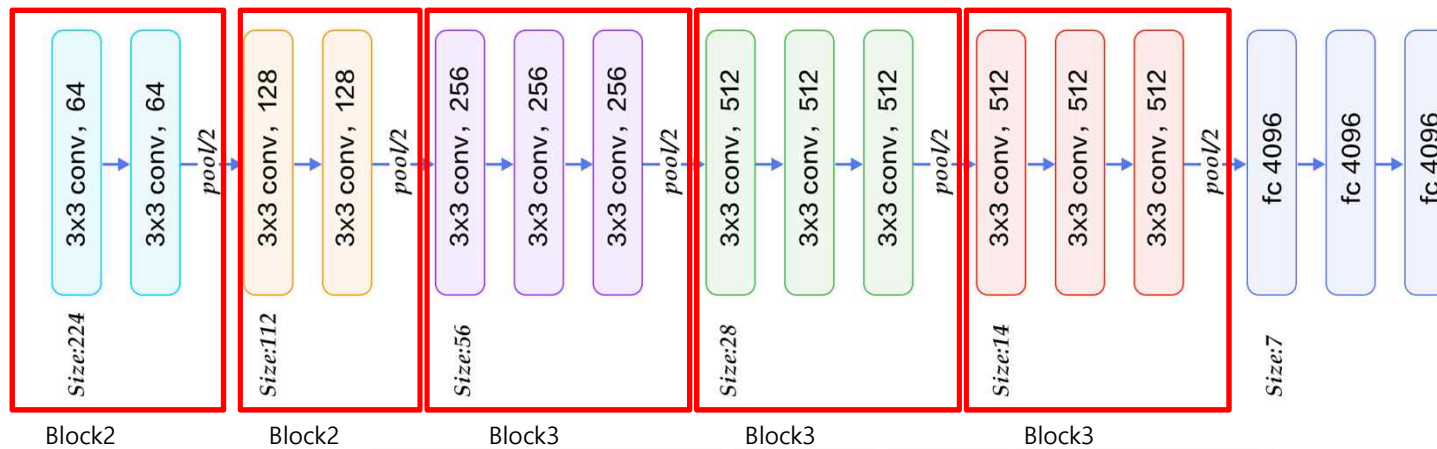 3x3 conv, 64
3x3 conv, 64
pool/2
3x3 conv, 128
3x3 conv, 128
pool/2
3x3 conv, 256
3x3 conv, 256
3x3 conv, 256
pool/2
3x3 conv, 512
3x3 conv, 512
3x3 conv, 512
pool/2
3x3 conv, 512
3x3 conv, 512
3x3 conv, 512
pool/2
fc 4096
fc 4096
fc 4096
Size:224
Size:112
Size:56
Size:28
Size:14
Size:7
Block2
Block2
Block3
Block3
Block3